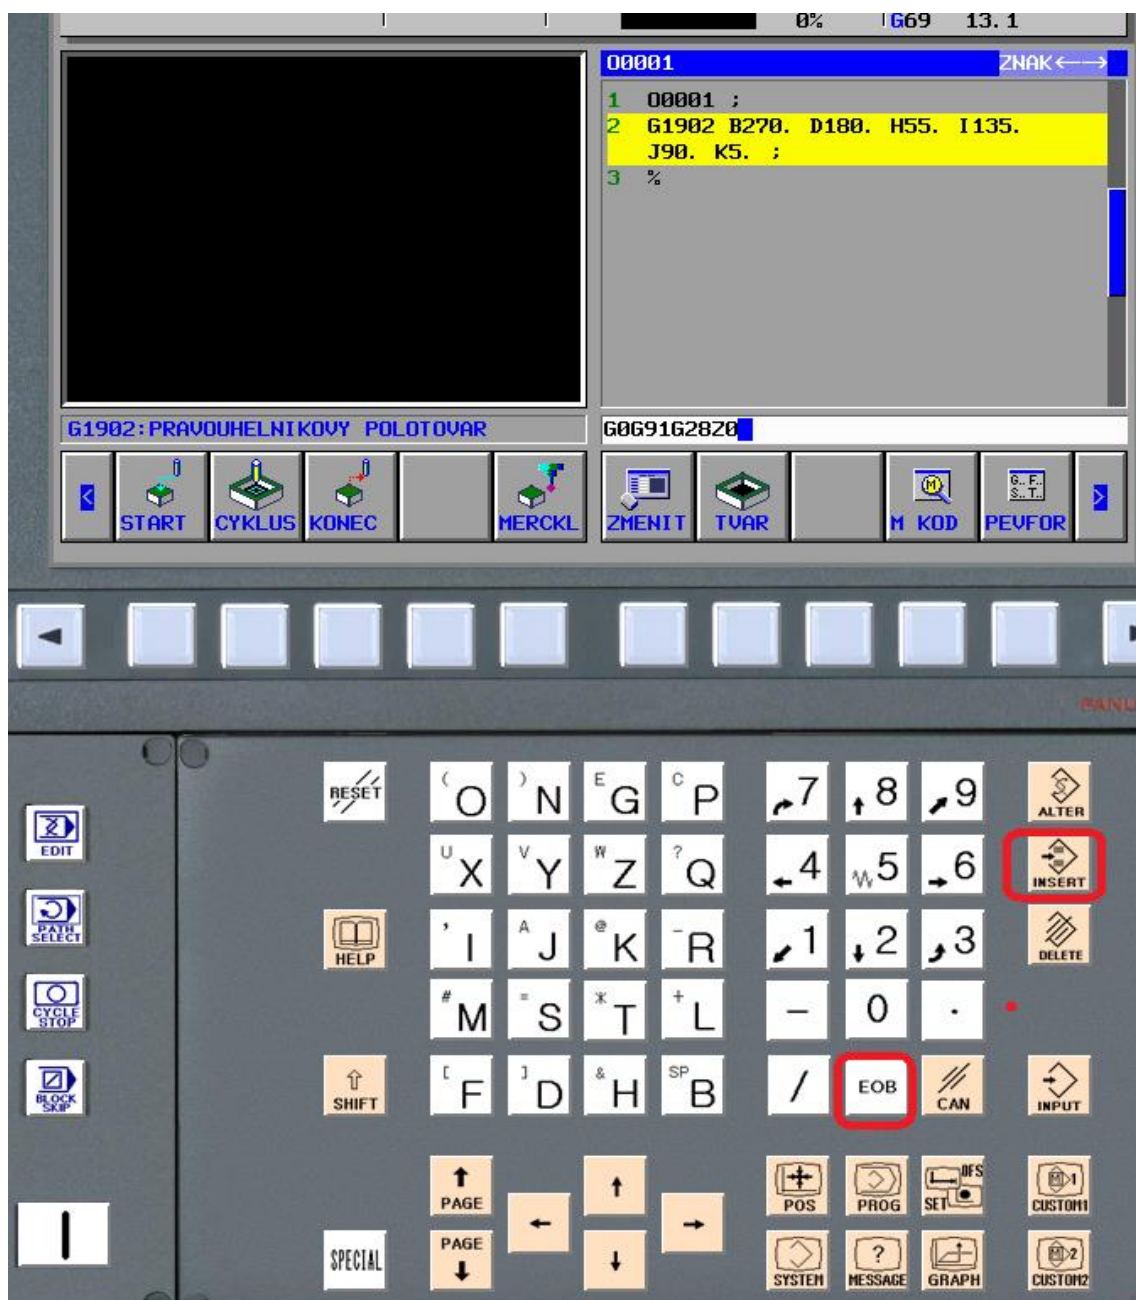 0% G69 13.1
O0001 ZNAK←→
1 O0001 ;
2 G1902 B270. D180. H55. I135.
J90. K5. ;
3 %
G1902:PRAVOUHELNIKOVY POLOTOVAR
G0G91G28Z0
< START CYKLUS KONEC MERCKL ZMENIT TVAR M KOD PEVFOR >
G.. F..
S.. T..
RESET ( O ) N E G C P 7 8 9 ALTER
EDIT
U X V Y W Z ? Q 4 5 6 INSERT
PATH
SELECT
HELP ' I A J @ K - R 1 2 3 DELETE
CYCLE
STOP
# M = S * T + L - 0 .
BLOCK
SKIP
SHIFT [ F ] D & H SP B / EOB CAN INPUT
↑
PAGE
← ↑ →
POS PROG OFS
SET
CUSTOM1
SPECIAL
PAGE
↓
↓
SYSTEM MESSAGE GRAPH CUSTOM2